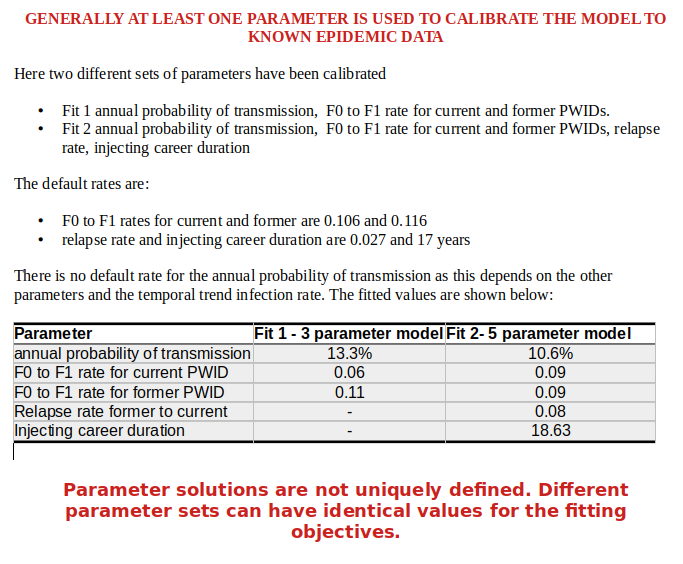 GENERALLY AT LEAST ONE PARAMETER IS USED TO CALIBRATE THE MODEL TO
KNOWN EPIDEMIC DATA
Here two different sets of parameters have been calibrated
• Fit 1 annual probability of transmission, F0 to F1 rate for current and former PWIDs.
• Fit 2 annual probability of transmission, F0 to F1 rate for current and former PWIDs, relapse
rate, injecting career duration
The default rates are:
• F0 to F1 rates for current and former are 0.106 and 0.116
• relapse rate and injecting career duration are 0.027 and 17 years
There is no default rate for the annual probability of transmission as this depends on the other
parameters and the temporal trend infection rate. The fitted values are shown below:
Parameter Fit 1 - 3 parameter model Fit 2- 5 parameter model
annual probability of transmission 13.3% 10.6%
F0 to F1 rate for current PWID 0.06 0.09
F0 to F1 rate for former PWID 0.11 0.09
Relapse rate former to current - 0.08
Injecting career duration - 18.63
Parameter solutions are not uniquely defined. Different
parameter sets can have identical values for the fitting
objectives.